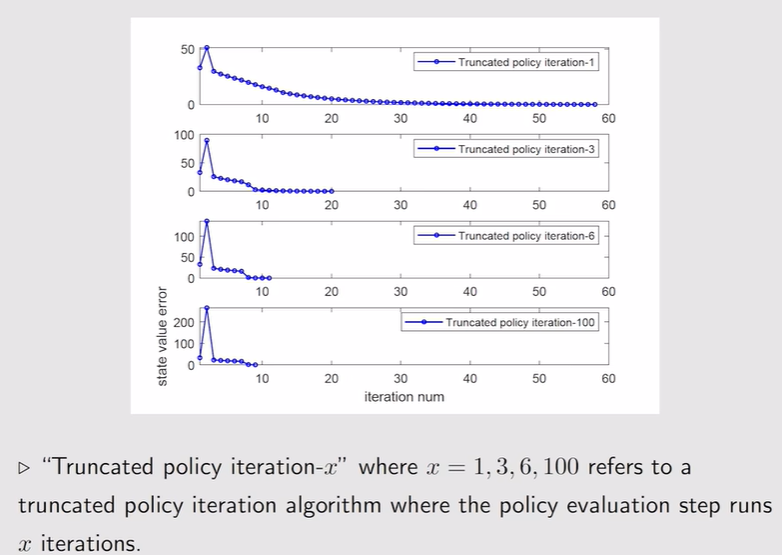 50
0
Truncated policy iteration-1
10 20 30 40 50 60
100
50
0
Truncated policy iteration-3
10 20 30 40 50 60
100
50
0
Truncated policy iteration-6
10 20 30 40 50 60
state value error
200
100
0
Truncated policy iteration-100
10 20 30 40 50 60
iteration num
▷ “Truncated policy iteration-x” where x = 1, 3, 6, 100 refers to a
truncated policy iteration algorithm where the policy evaluation step runs
x iterations.